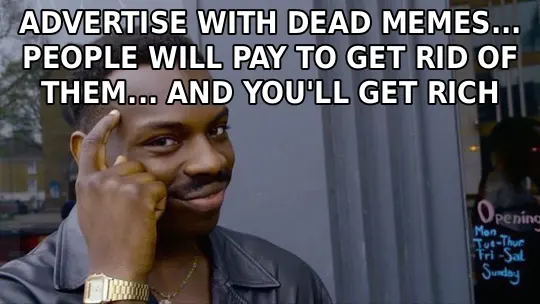 ADVERTISE WITH DEAD MEMES...
PEOPLE WILL PAY TO GET RID OF
THEM... AND YOU'LL GET RICH
Opening
Mon
Tue-Thur
Fri-Sat
Sunday